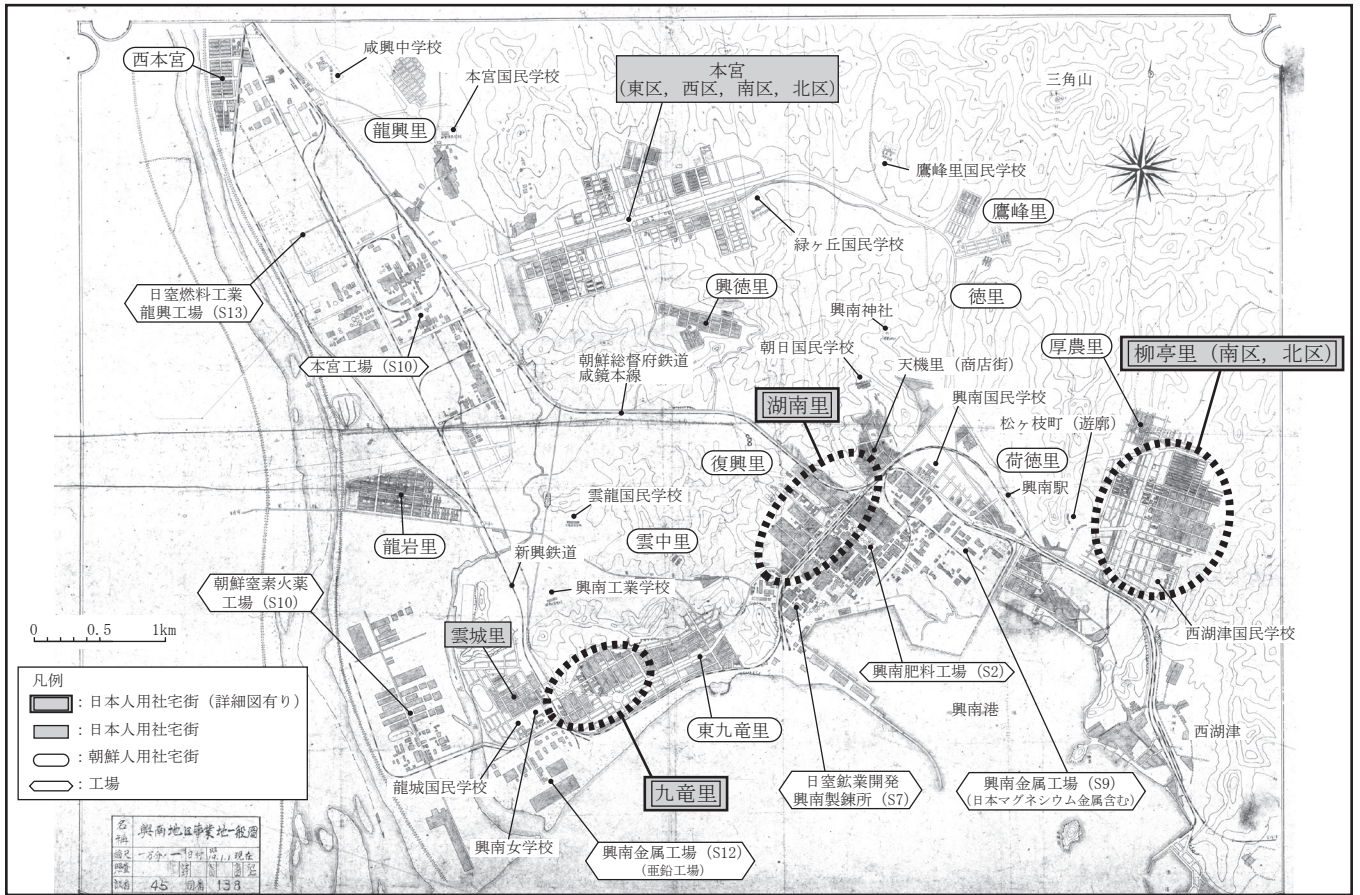 西本宮
咸興中学校
本宮国民学校
龍興里
本宮
(東区，西区，南区，北区)
三角山
鷹峰里国民学校
鷹峰里
緑ヶ丘国民学校
日窒燃料工業
龍興工場 (S13)
興徳里
徳里
興南神社
本宮工場 (S10)
朝鮮総督府鉄道
咸鏡本線
朝日国民学校
天機里（商店街）
厚農里
柳亭里（南区，北区）
湖南里
興南国民学校
松ヶ枝町（遊廓）
復興里
荷徳里
興南駅
雲龍国民学校
龍岩里
雲中里
新興鉄道
朝鮮窒素火薬
工場 (S10)
興南工業学校
0 0.5 1km
雲城里
西湖津国民学校
興南肥料工場 (S2)
凡例
：日本人用社宅街（詳細図有り）
：日本人用社宅街
：朝鮮人用社宅街
：工場
興南港
東九竜里
西湖津
龍城国民学校
九竜里
日窒鉱業開発
興南製錬所 (S7)
興南金属工場 (S9)
(日本マグネシウム金属含む)
興南女学校
興南金属工場 (S12)
(亜鉛工場)
名称 興南地区事業地一般圖
縮尺 一万分ノ一
45 図番 138